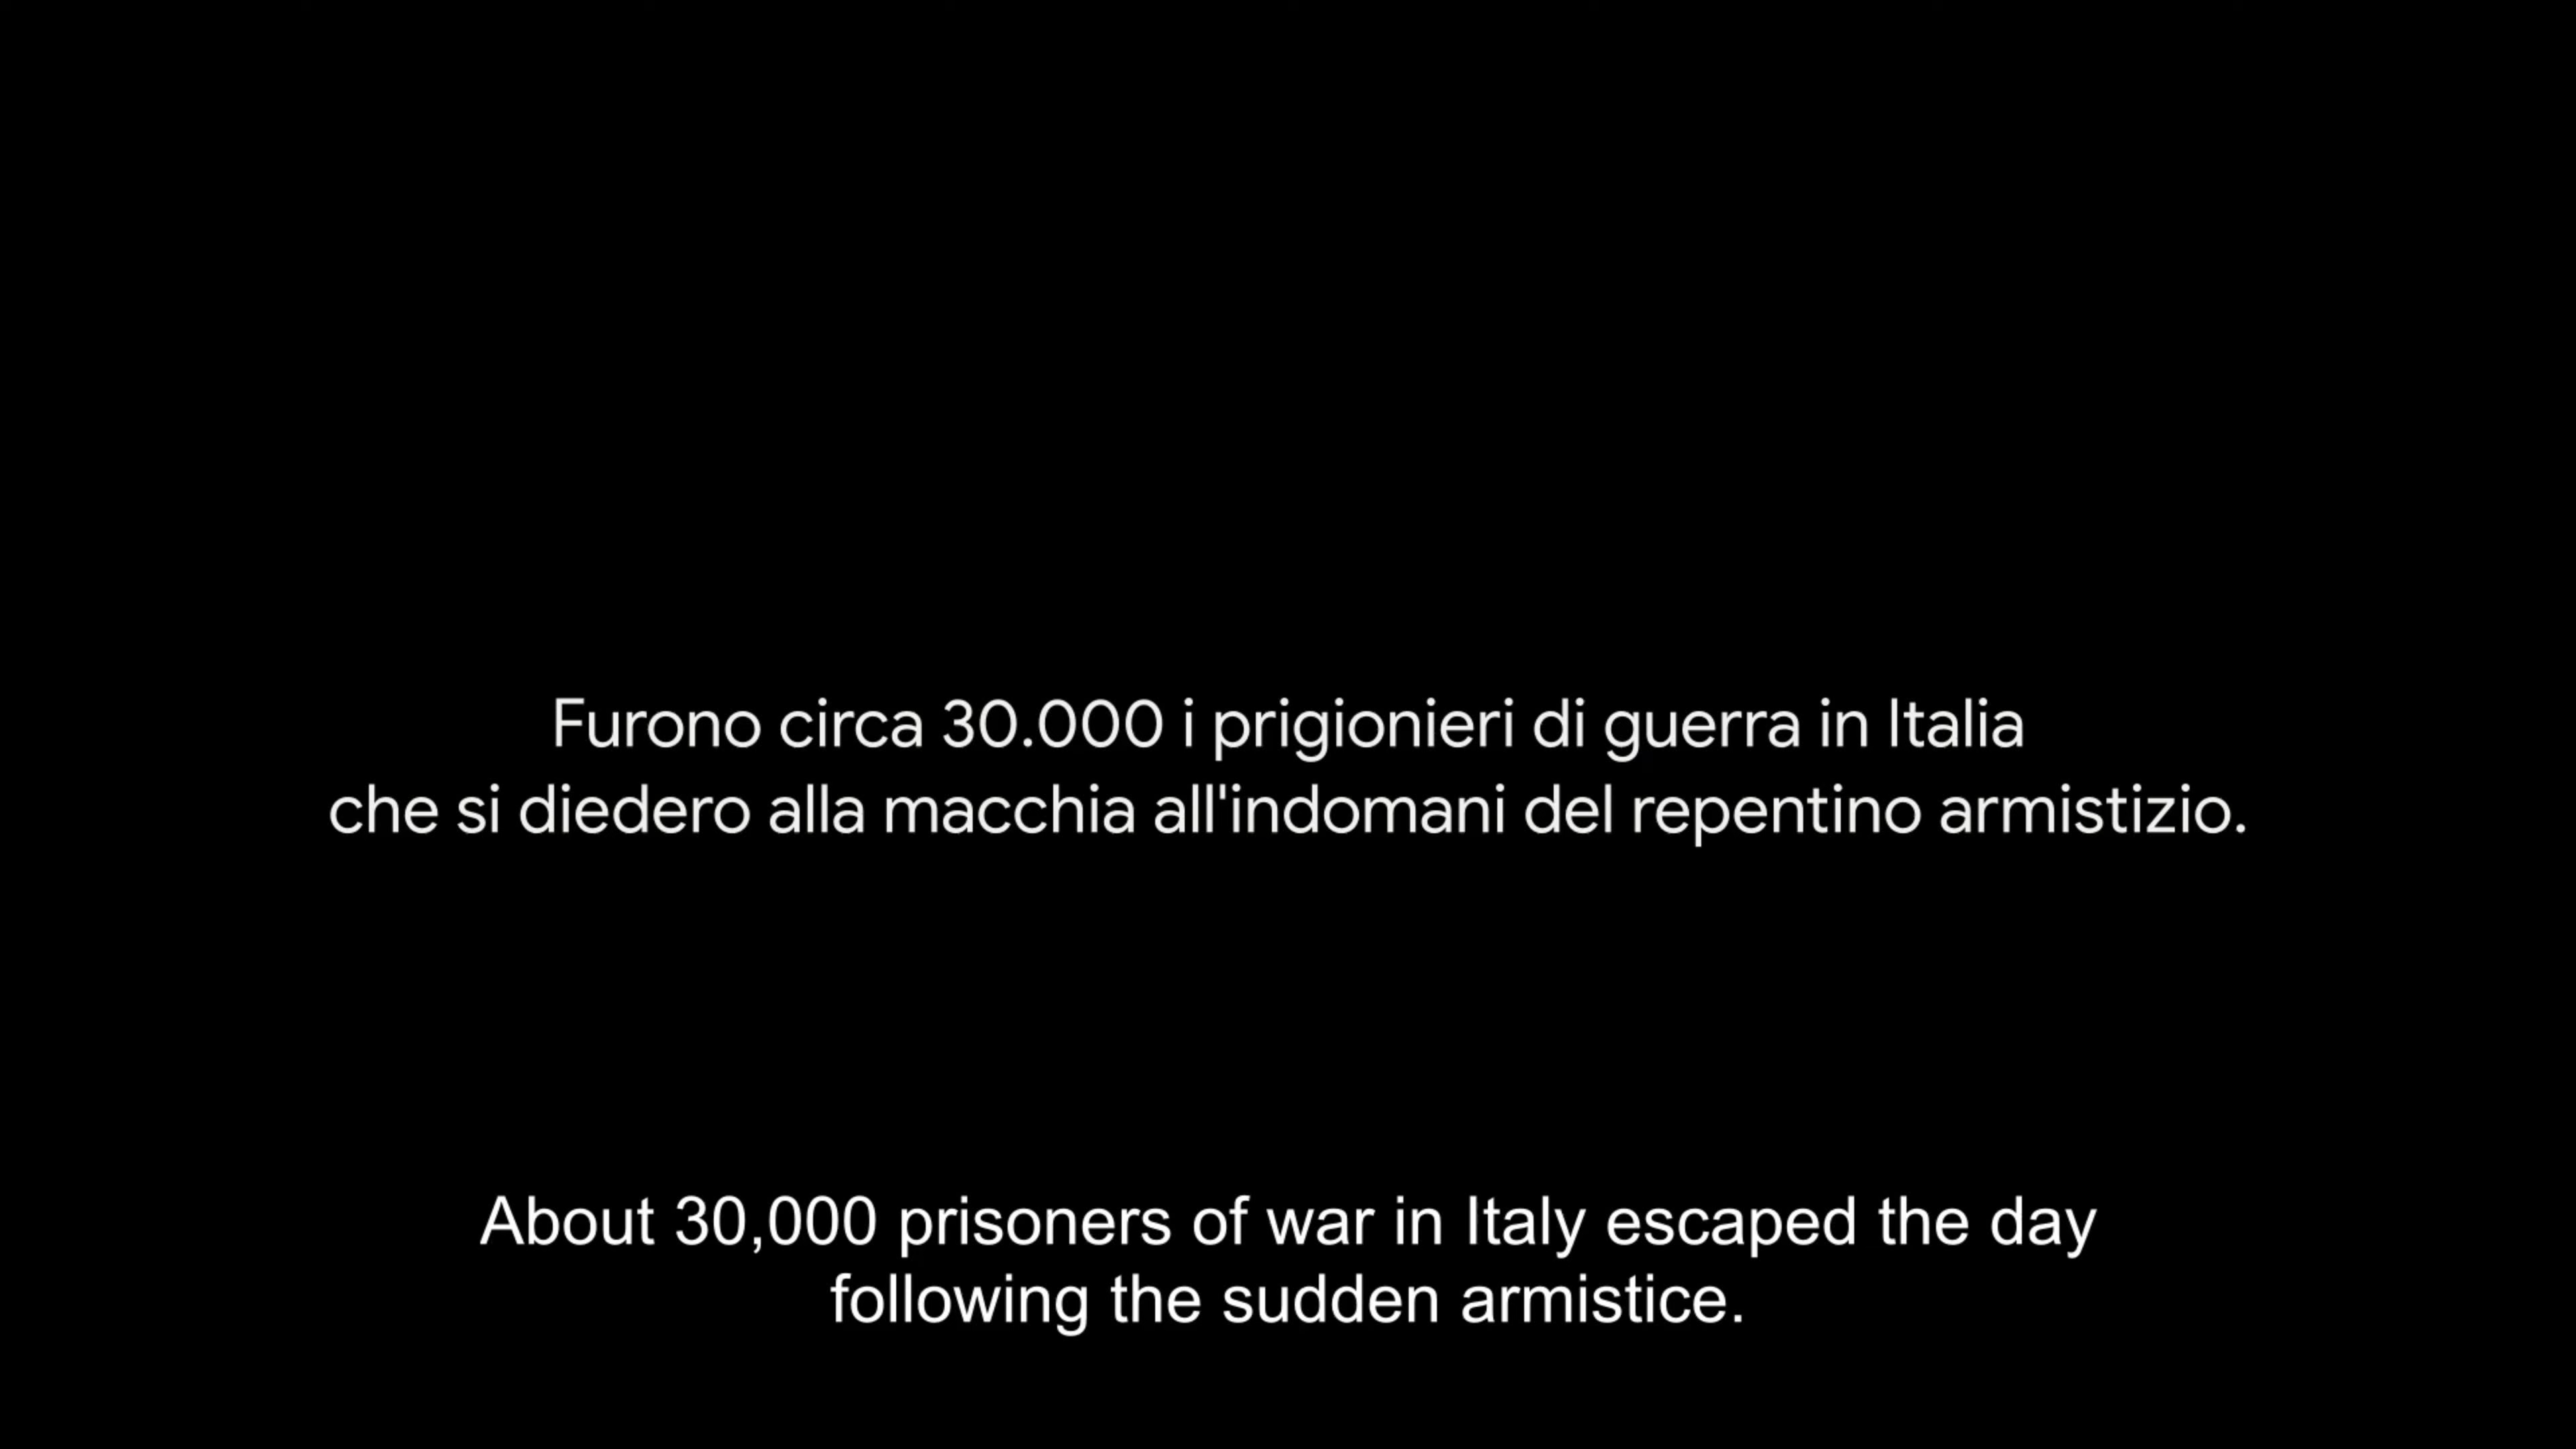 Furono circa 30.000 i prigionieri di guerra in Italia
che si diedero alla macchia all'indomani del repentino armistizio.
About 30,000 prisoners of war in Italy escaped the day
following the sudden armistice.